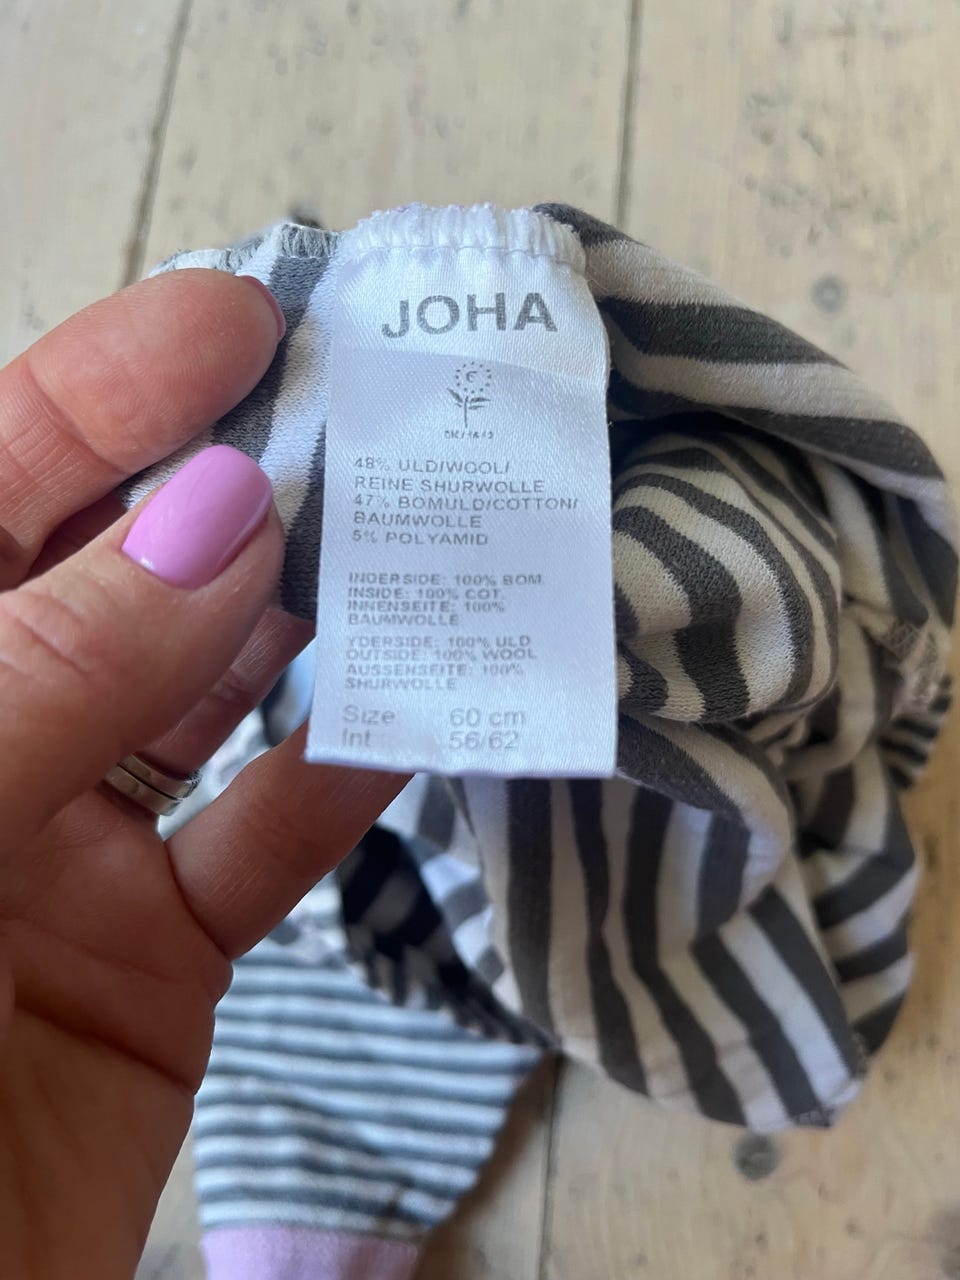 JOHA
48% ULD/WOOL/
REINE SHURWOLLE
47% BOMULD/COTTON/
BAUMWOLLE
5% POLYAMID
INDERSIDE: 100% BOM.
INSIDE: 100% COT.
INNENSEITE: 100%
BAUMWOLLE
YDERSIDE: 100% ULD
OUTSIDE: 100% WOOL
AUSSENSEITE: 100%
SHURWOLLE
Size 60 cm
Int 56/62